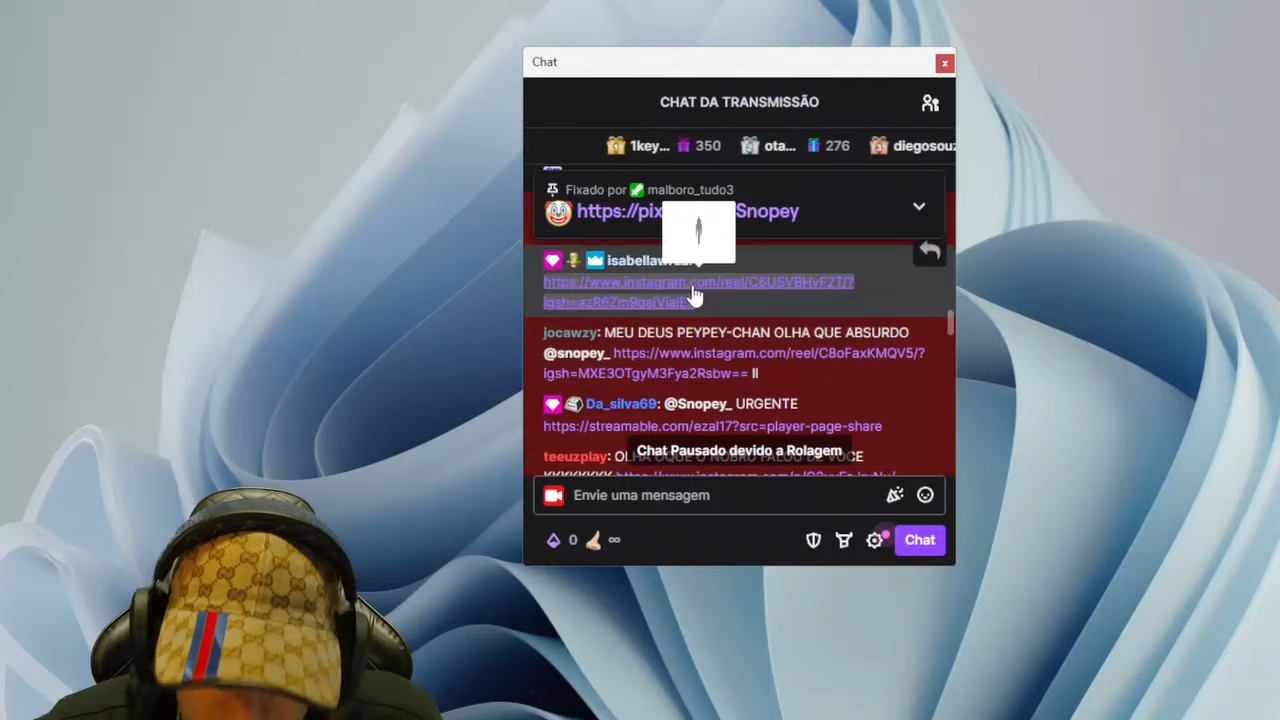 Chat
x
CHAT DA TRANSMISSÃO
1key... 350 ota... 276 diegosouz
Fixado por malboro_tudo3
https://pix Snopey
https://www.instagram.com/reel/C6USVBHvF2T/?
jocawzy: MEU DEUS PEYPEY-CHAN OLHA QUE ABSURDO
@snopey_ https://www.instagram.com/reel/C8oFaxKMQV5/?
igsh=MXE3OTgyM3Fya2Rsbw== ll
Da_silva69: @Snopey_ URGENTE
https://streamable.com/ezal17?src=player-page-share
teeuzplay:
Chat Pausado devido a Rolagem
Envie uma mensagem
0 ∞ Chat